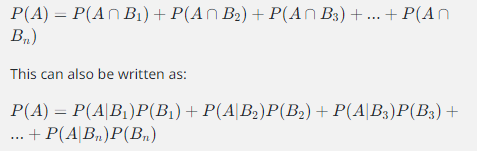 P(A) = P(A ∩ B₁) + P(A ∩ B₂) + P(A ∩ B₃) + ... + P(A ∩
Bₙ)
This can also be written as:
P(A) = P(A|B₁)P(B₁) + P(A|B₂)P(B₂) + P(A|B₃)P(B₃) +
... + P(A|Bₙ)P(Bₙ)